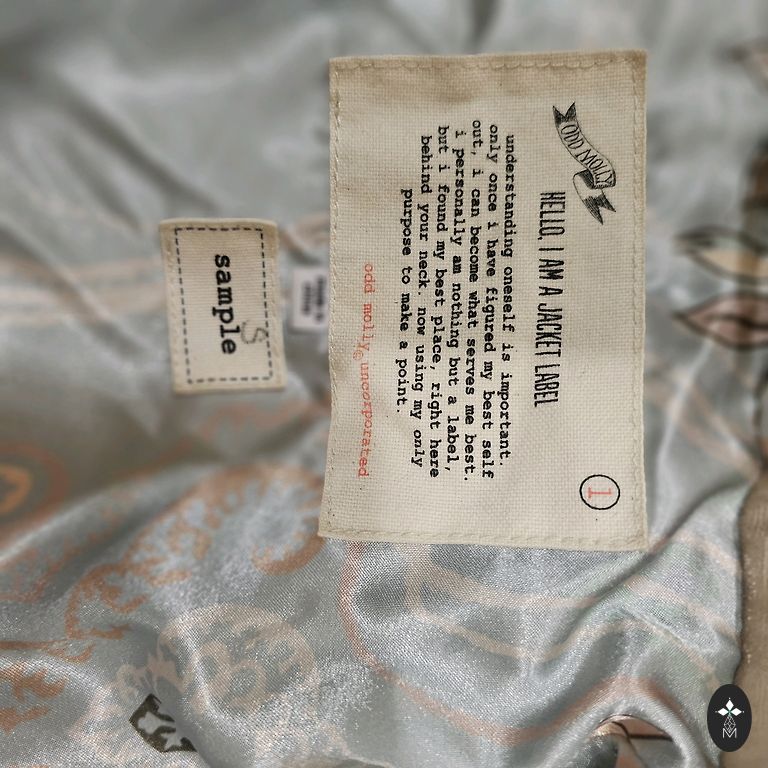 ODD MOLLY
HELLO, I AM A JACKET LABEL
1
understanding oneself is important.
only once i have figured my best self
out, i can become what serves me best.
i personally am nothing but a label,
but i found my best place, right here
behind your neck. now using my only
purpose to make a point.
odd molly uncorporated
sample
S
M